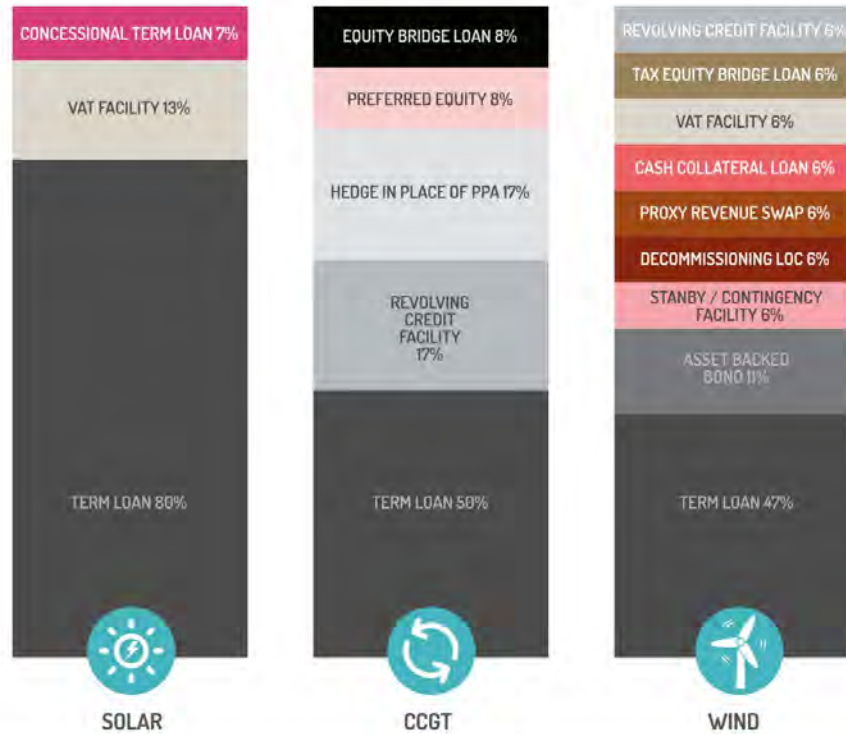 CONCESSIONAL TERM LOAN 7%
VAT FACILITY 13%
TERM LOAN 80%
SOLAR
EQUITY BRIDGE LOAN 8%
PREFERRED EQUITY 8%
HEDGE IN PLACE OF PPA 17%
REVOLVING
CREDIT
FACILITY
17%
TERM LOAN 50%
CCGT
REVOLVING CREDIT FACILITY 6%
TAX EQUITY BRIDGE LOAN 6%
VAT FACILITY 6%
CASH COLLATERAL LOAN 6%
PROXY REVENUE SWAP 6%
DECOMMISSIONING LOC 6%
STANBY / CONTINGENCY
FACILITY 6%
ASSET BACKED
BOND 11%
TERM LOAN 47%
WIND